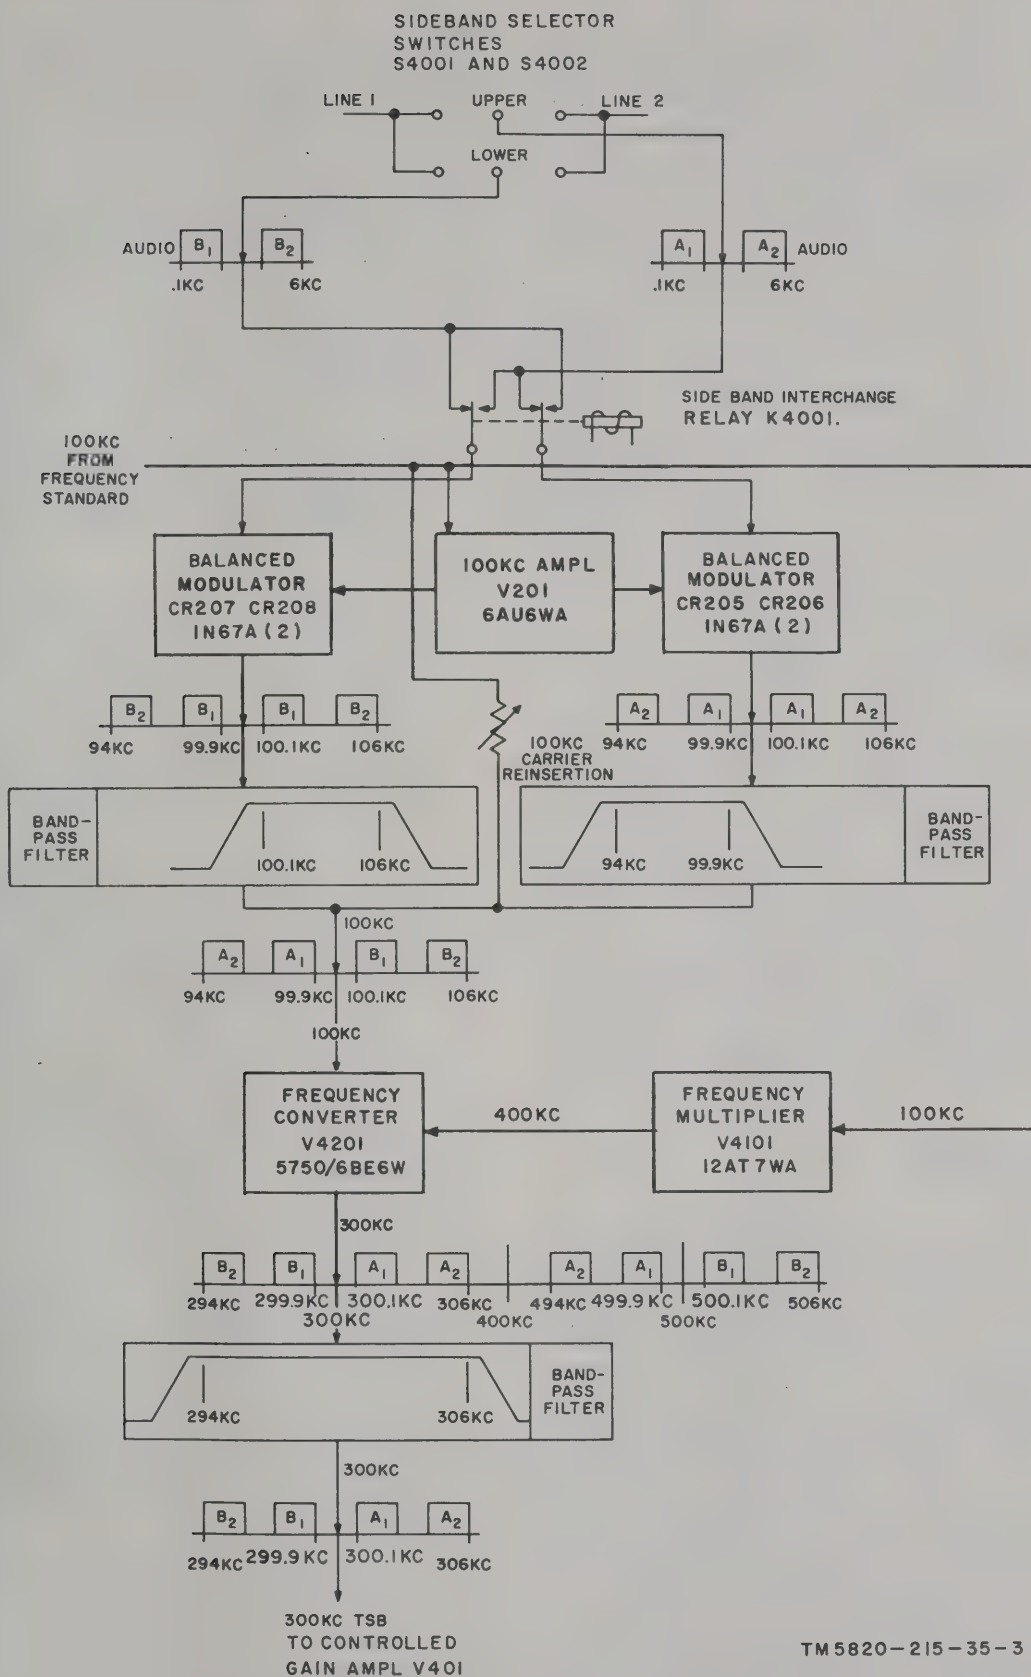 SIDEBAND SELECTOR
SWITCHES
S4001 AND S4002
LINE 1 UPPER LINE 2
LOWER
AUDIO B1 B2 A1 A2 AUDIO
.1KC 6KC .1KC 6KC
SIDE BAND INTERCHANGE
RELAY K4001.
100KC
FROM
FREQUENCY
STANDARD
BALANCED
MODULATOR
CR207 CR208
IN67A (2)
100KC AMPL
V201
6AU6WA
BALANCED
MODULATOR
CR205 CR206
IN67A (2)
B2 B1 B1 B2
94KC 99.9KC 100.1KC 106KC
A2 A1 A1 A2
94KC 99.9KC 100.1KC 106KC
100KC
CARRIER
REINSERTION
BAND-
PASS
FILTER
100.1KC 106KC
94KC 99.9KC
BAND-
PASS
FILTER
100KC
A2 A1 B1 B2
94KC 99.9KC 100.1KC 106KC
100KC
FREQUENCY
CONVERTER
V4201
5750/6BE6W
400KC
FREQUENCY
MULTIPLIER
V4101
12AT7WA
100KC
300KC
B2 B1 A1 A2 A2 A1 B1 B2
294KC 299.9KC 300.1KC 306KC 494KC 499.9KC 500.1KC 506KC
300KC 400KC 500KC
294KC 306KC
BAND-
PASS
FILTER
300KC
B2 B1 A1 A2
294KC 299.9KC 300.1KC 306KC
300KC TSB
TO CONTROLLED
GAIN AMPL V401
TM5820-215-35-3